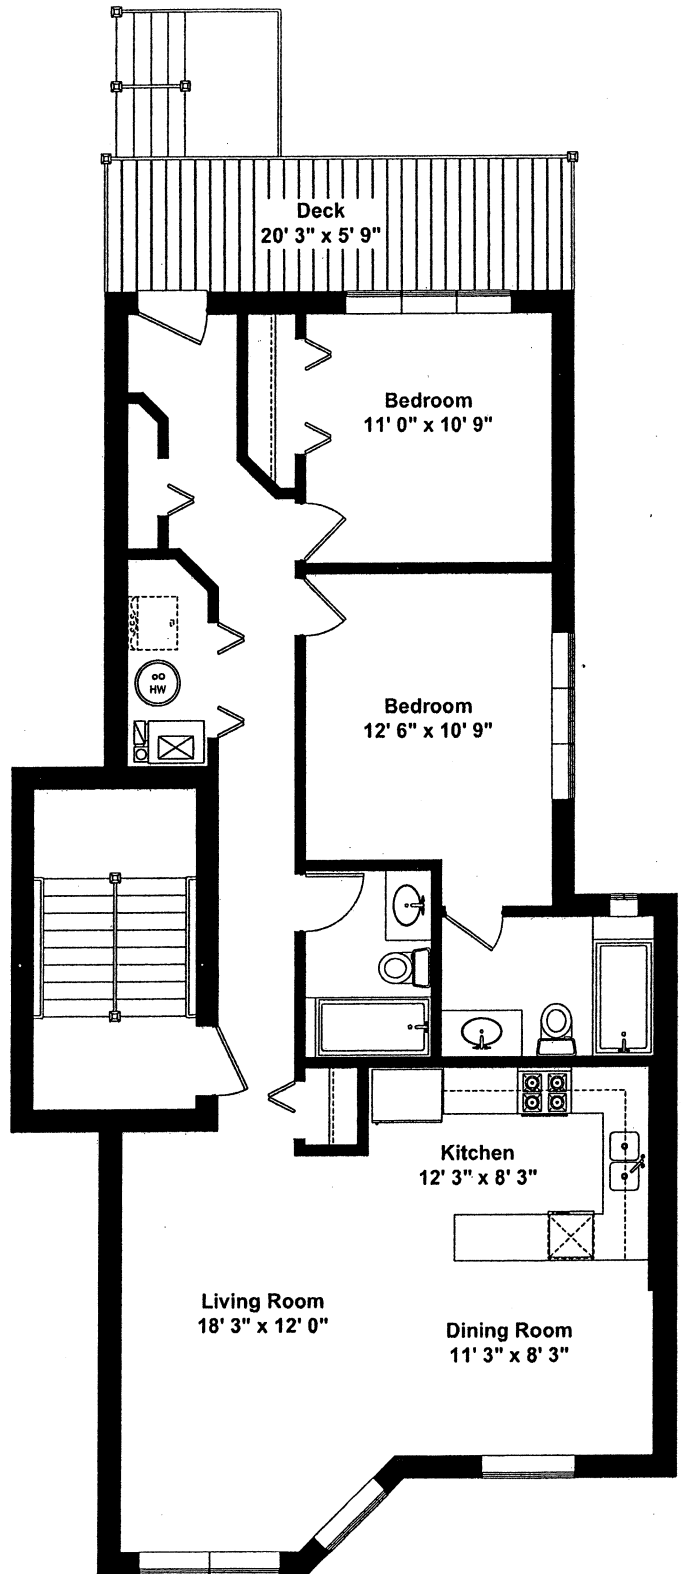 Deck
20' 3" x 5' 9"
Bedroom
11' 0" x 10' 9"
HW
Bedroom
12' 6" x 10' 9"
Kitchen
12' 3" x 8' 3"
Living Room
18' 3" x 12' 0"
Dining Room
11' 3" x 8' 3"